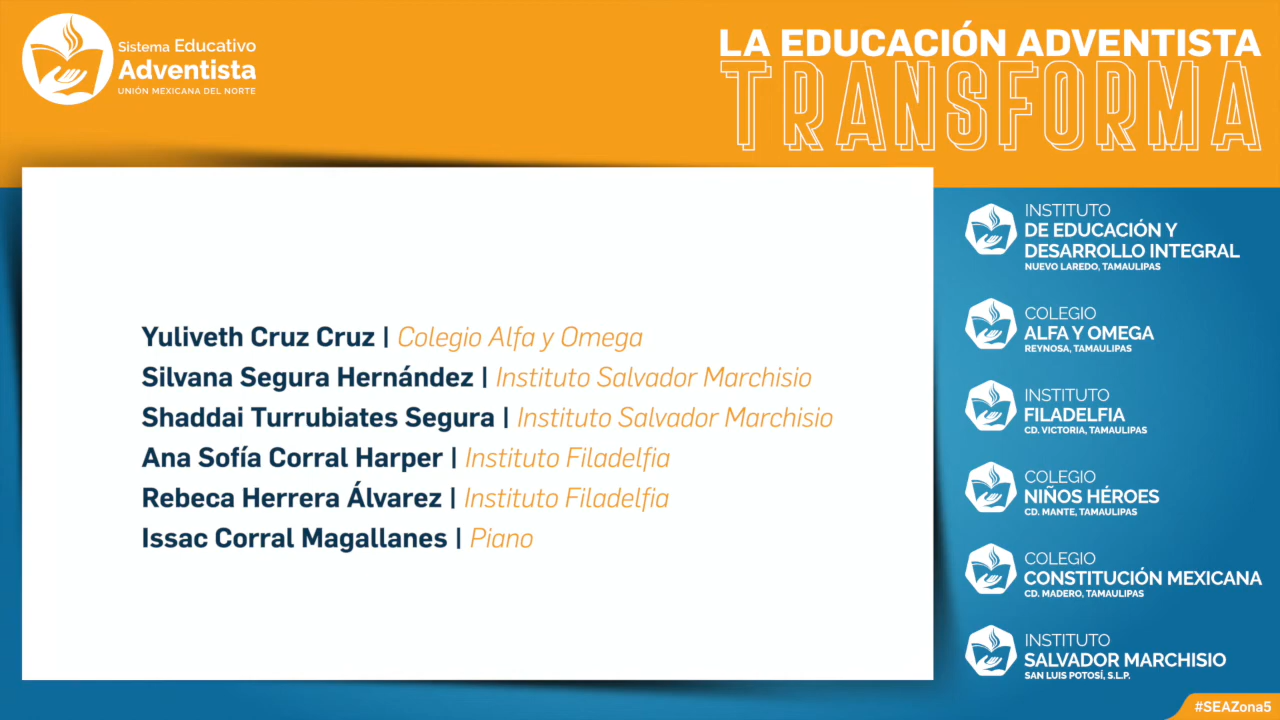 Sistema Educativo
Adventista
UNIÓN MEXICANA DEL NORTE
LA EDUCACIÓN ADVENTISTA
TRANSFORMA
Yuliveth Cruz Cruz | Colegio Alfa y Omega
Silvana Segura Hernández | Instituto Salvador Marchisio
Shaddai Turrubiates Segura | Instituto Salvador Marchisio
Ana Sofía Corral Harper | Instituto Filadelfia
Rebeca Herrera Álvarez | Instituto Filadelfia
Issac Corral Magallanes | Piano
INSTITUTO
DE EDUCACIÓN Y
DESARROLLO INTEGRAL
NUEVO LAREDO, TAMAULIPAS
COLEGIO
ALFA Y OMEGA
REYNOSA, TAMAULIPAS
INSTITUTO
FILADELFIA
CD. VICTORIA, TAMAULIPAS
COLEGIO
NIÑOS HÉROES
CD. MANTE, TAMAULIPAS
COLEGIO
CONSTITUCIÓN MEXICANA
CD. MADERO, TAMAULIPAS
INSTITUTO
SALVADOR MARCHISIO
SAN LUIS POTOSÍ, S.L.P.
#SEAZona5